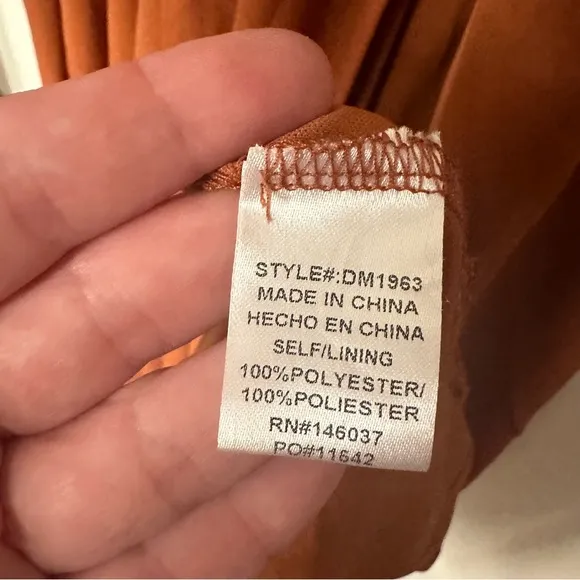 STYLE#:DM1963
MADE IN CHINA
HECHO EN CHINA
SELF/LINING
100%POLYESTER/
100%POLIESTER
RN#146037
PO#11642